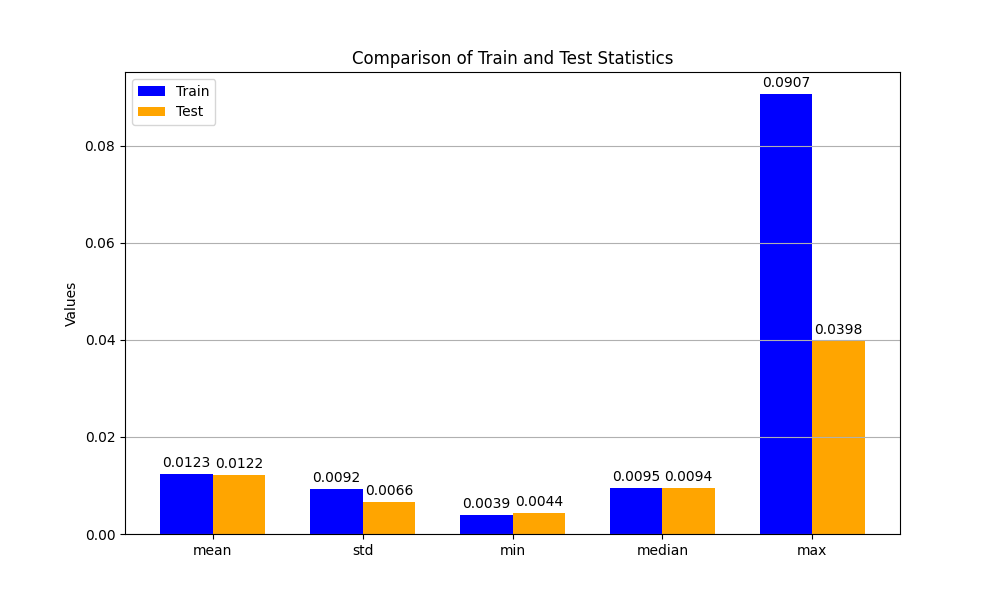 Comparison of Train and Test Statistics
Train
Test
Values
0.08
0.06
0.04
0.02
0.00
0.0123
0.0122
0.0092
0.0066
0.0039
0.0044
0.0095
0.0094
0.0907
0.0398
mean
std
min
median
max